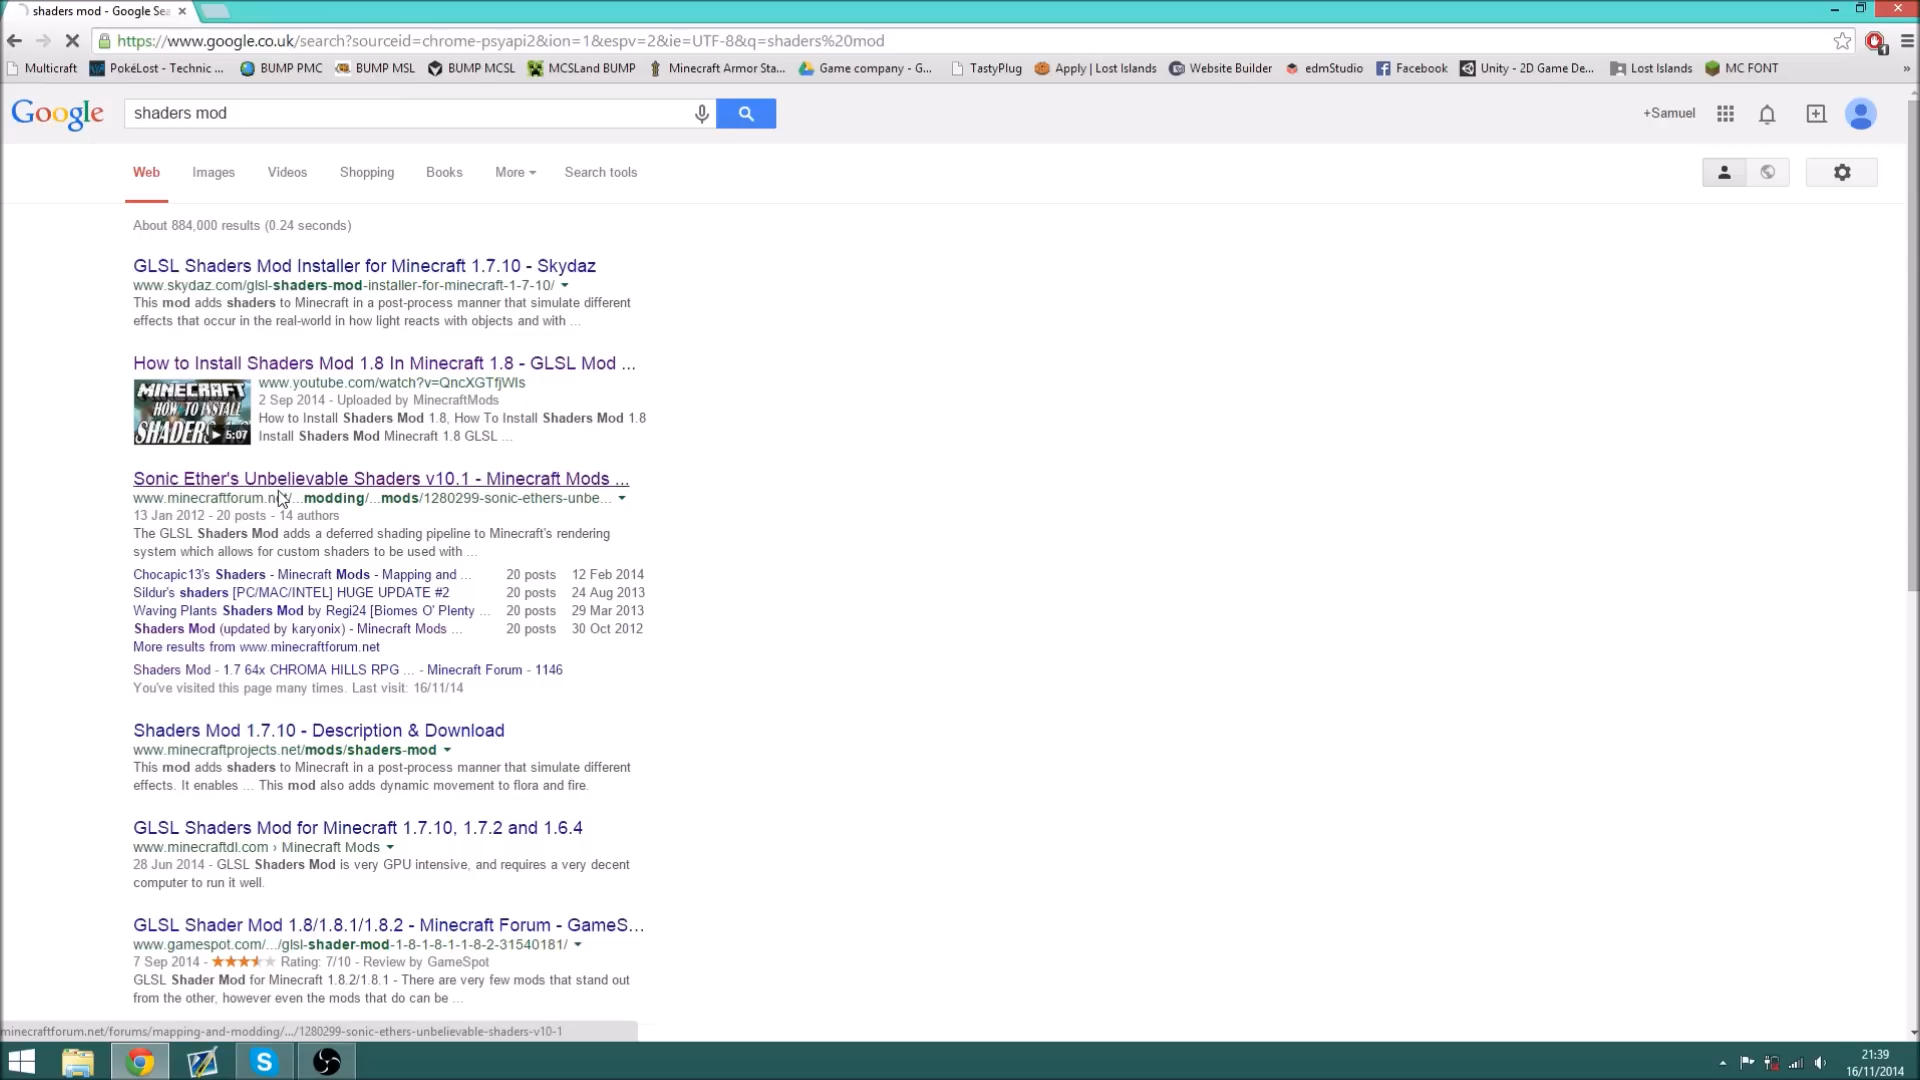 shaders mod - Google Sea
https://www.google.co.uk/search?sourceid=chrome-psyapi2&ion=1&espv=2&ie=UTF-8&q=shaders%20mod
Multicraft PokéLost - Technic ... BUMP PMC BUMP MSL BUMP MCSL MCSLand BUMP Minecraft Armor Sta... Game company - G... TastyPlug Apply | Lost Islands Website Builder edmStudio Facebook Unity - 2D Game De... Lost Islands MC FONT »
Google shaders mod +Samuel
Web Images Videos Shopping Books More Search tools
About 884,000 results (0.24 seconds)
GLSL Shaders Mod Installer for Minecraft 1.7.10 - Skydaz
www.skydaz.com/glsl-shaders-mod-installer-for-minecraft-1-7-10/
This mod adds shaders to Minecraft in a post-process manner that simulate different
effects that occur in the real-world in how light reacts with objects and with ...
How to Install Shaders Mod 1.8 In Minecraft 1.8 - GLSL Mod ...
MINECRAFT
HOW TO INSTALL
SHADERS
5:07
www.youtube.com/watch?v=QncXGTfjWIs
2 Sep 2014 - Uploaded by MinecraftMods
How to Install Shaders Mod 1.8, How To Install Shaders Mod 1.8
Install Shaders Mod Minecraft 1.8 GLSL ...
Sonic Ether's Unbelievable Shaders v10.1 - Minecraft Mods ...
www.minecraftforum.net/...modding/...mods/1280299-sonic-ethers-unbe...
13 Jan 2012 - 20 posts - 14 authors
The GLSL Shaders Mod adds a deferred shading pipeline to Minecraft's rendering
system which allows for custom shaders to be used with ...
Chocapic13's Shaders - Minecraft Mods - Mapping and ... 20 posts 12 Feb 2014
Sildur's shaders [PC/MAC/INTEL] HUGE UPDATE #2 20 posts 24 Aug 2013
Waving Plants Shaders Mod by Regi24 [Biomes O' Plenty ... 20 posts 29 Mar 2013
Shaders Mod (updated by karyonix) - Minecraft Mods ... 20 posts 30 Oct 2012
More results from www.minecraftforum.net
Shaders Mod - 1.7 64x CHROMA HILLS RPG ... - Minecraft Forum - 1146
You've visited this page many times. Last visit: 16/11/14
Shaders Mod 1.7.10 - Description & Download
www.minecraftprojects.net/mods/shaders-mod
This mod adds shaders to Minecraft in a post-process manner that simulate different
effects. It enables ... This mod also adds dynamic movement to flora and fire.
GLSL Shaders Mod for Minecraft 1.7.10, 1.7.2 and 1.6.4
www.minecraftdl.com › Minecraft Mods
28 Jun 2014 - GLSL Shaders Mod is very GPU intensive, and requires a very decent
computer to run it well.
GLSL Shader Mod 1.8/1.8.1/1.8.2 - Minecraft Forum - GameS...
www.gamespot.com/.../glsl-shader-mod-1-8-1-8-1-1-8-2-31540181/
7 Sep 2014 - Rating: 7/10 - Review by GameSpot
GLSL Shader Mod for Minecraft 1.8.2/1.8.1 - There are very few mods that stand out
from the other, however even the mods that do can be ...
minecraftforum.net/forums/mapping-and-modding/.../1280299-sonic-ethers-unbelievable-shaders-v10-1
21:39
16/11/2014